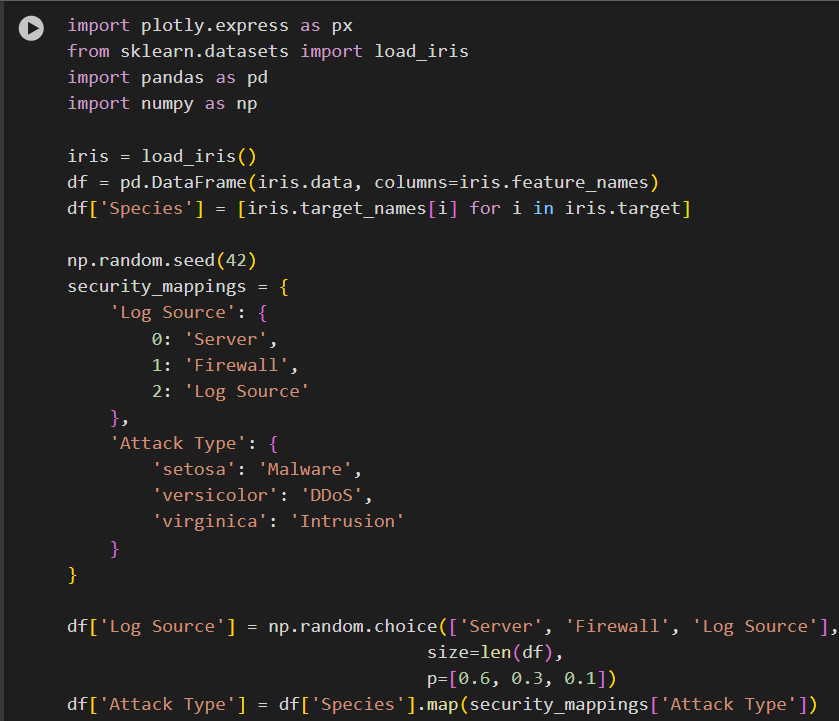 import plotly.express as px
from sklearn.datasets import load_iris
import pandas as pd
import numpy as np

iris = load_iris()
df = pd.DataFrame(iris.data, columns=iris.feature_names)
df['Species'] = [iris.target_names[i] for i in iris.target]

np.random.seed(42)
security_mappings = {
    'Log Source': {
        0: 'Server',
        1: 'Firewall',
        2: 'Log Source'
    },
    'Attack Type': {
        'setosa': 'Malware',
        'versicolor': 'DDoS',
        'virginica': 'Intrusion'
    }
}

df['Log Source'] = np.random.choice(['Server', 'Firewall', 'Log Source'],
                                  size=len(df),
                                  p=[0.6, 0.3, 0.1])
df['Attack Type'] = df['Species'].map(security_mappings['Attack Type'])